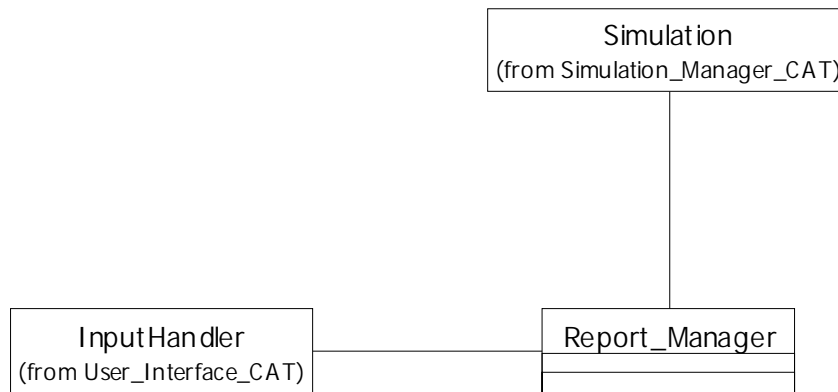 Simulation
(from Simulation_Manager_CAT)
InputHandler
(from User_Interface_CAT)
Report_Manager